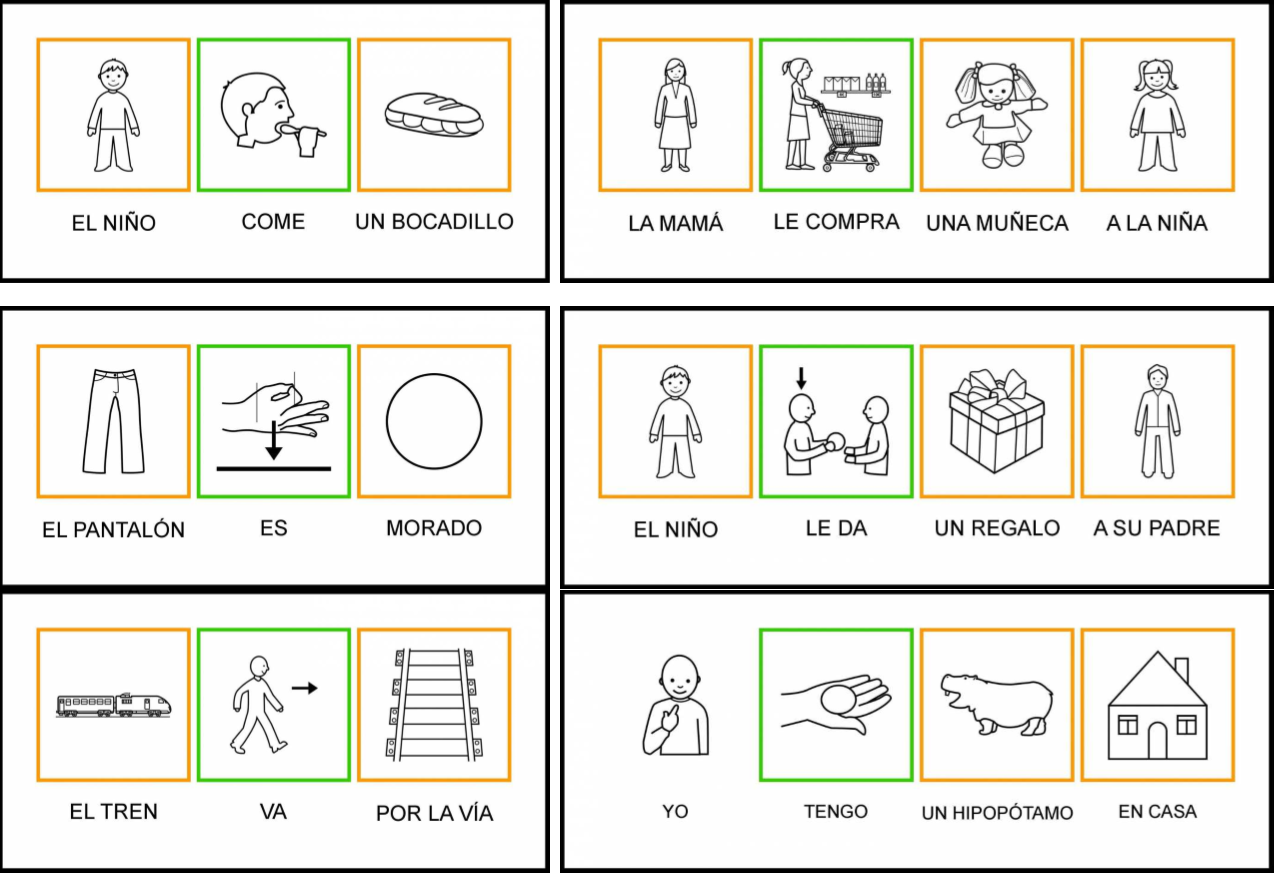 EL NIÑO COME UN BOCADILLO
LA MAMÁ LE COMPRA UNA MUÑECA A LA NIÑA
EL PANTALÓN ES MORADO
EL NIÑO LE DA UN REGALO A SU PADRE
EL TREN VA POR LA VÍA
YO TENGO UN HIPOPÓTAMO EN CASA